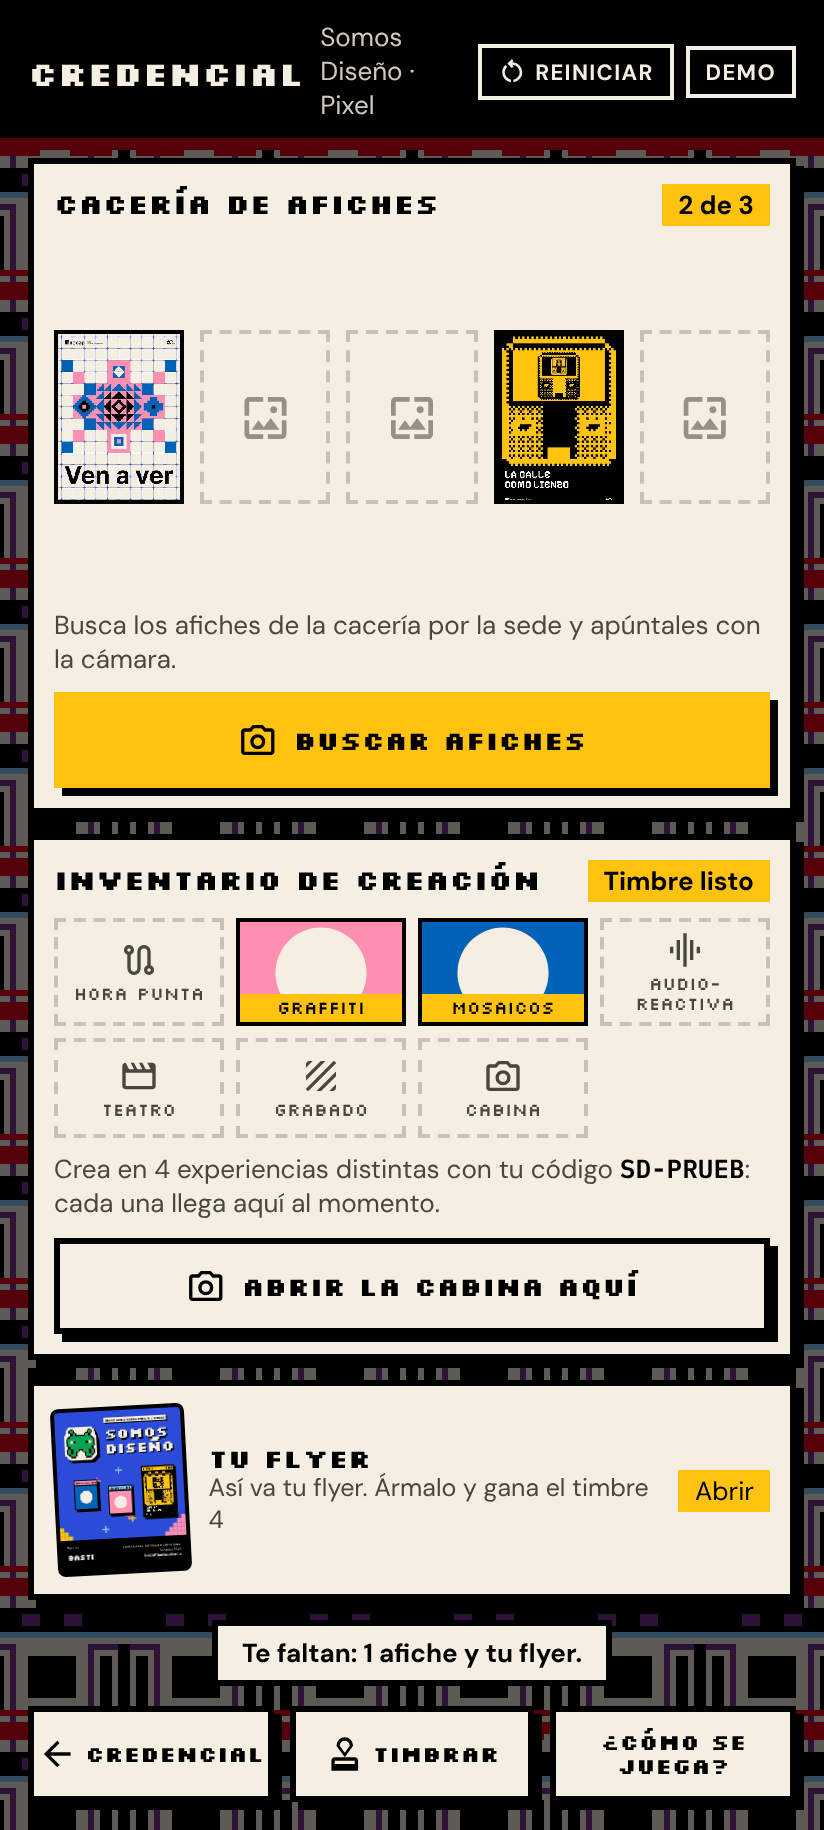 CREDENCIAL
Somos
Diseño ·
Pixel
REINICIAR
DEMO
CACERÍA DE AFICHES
2 de 3
Ven a ver
LA CALLE
COMO LIENZO
Busca los afiches de la cacería por la sede y apúntales con
la cámara.
BUSCAR AFICHES
INVENTARIO DE CREACIÓN
Timbre listo
HORA PUNTA
GRAFFITI
MOSAICOS
AUDIO-
REACTIVA
TEATRO
GRABADO
CABINA
Crea en 4 experiencias distintas con tu código SD-PRUEB:
cada una llega aquí al momento.
ABRIR LA CABINA AQUÍ
SOMOS
DISEÑO
BASTI
TU FLYER
Así va tu flyer. Ármalo y gana el timbre
4
Abrir
Te faltan: 1 afiche y tu flyer.
CREDENCIAL
TIMBRAR
¿CÓMO SE
JUEGA?